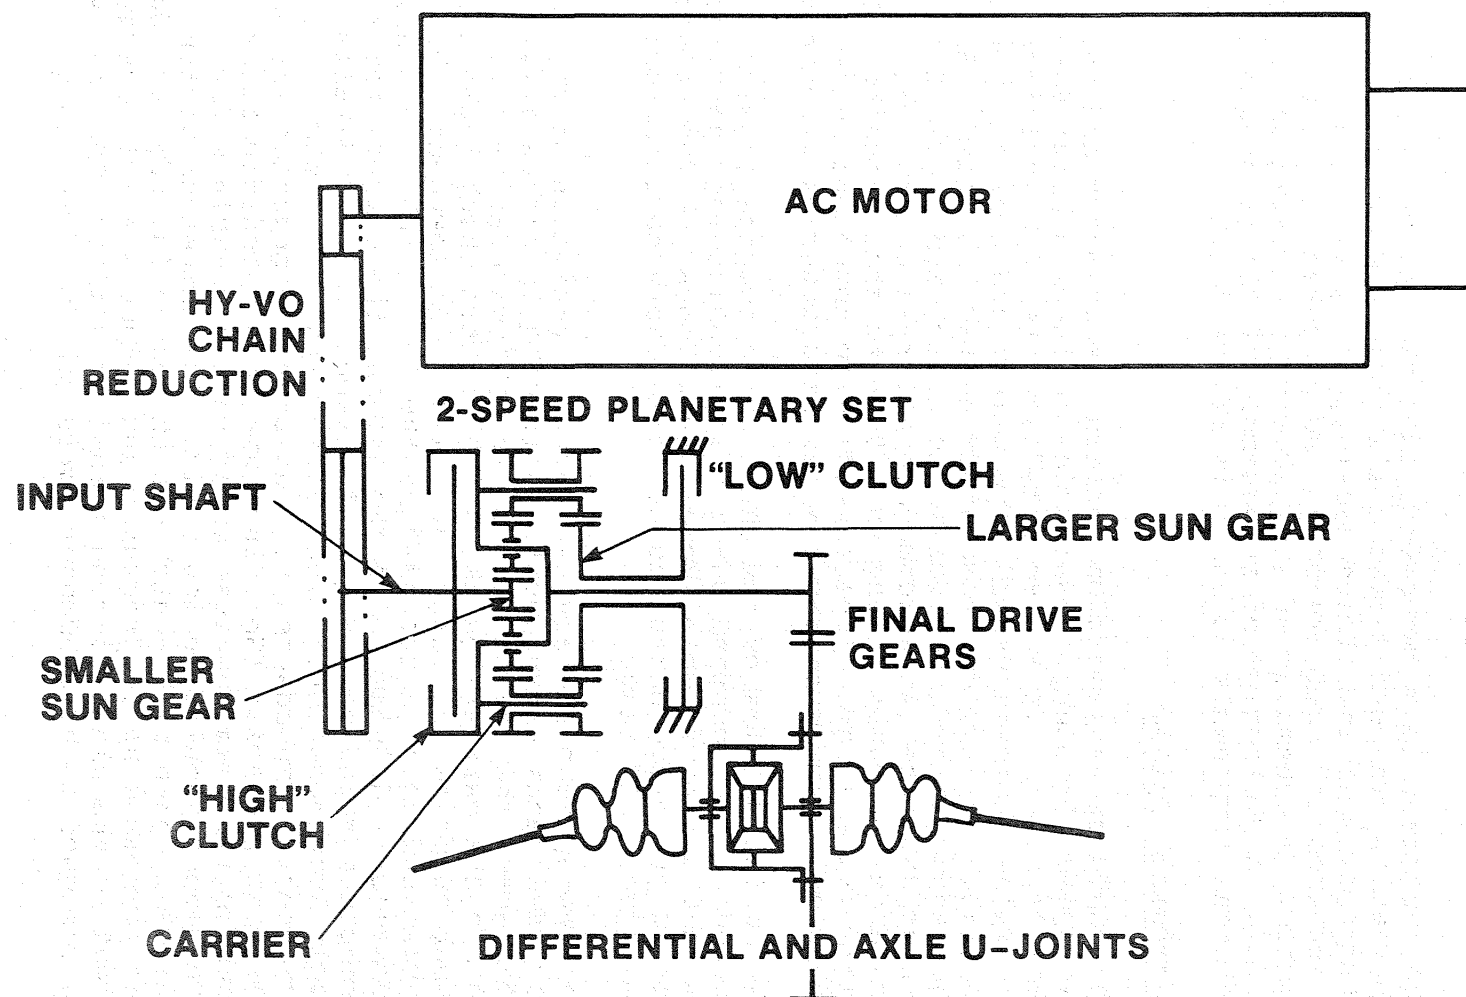 AC MOTOR
HY-VO
CHAIN
REDUCTION
2-SPEED PLANETARY SET
"LOW" CLUTCH
INPUT SHAFT
LARGER SUN GEAR
FINAL DRIVE
GEARS
SMALLER
SUN GEAR
"HIGH"
CLUTCH
CARRIER
DIFFERENTIAL AND AXLE U-JOINTS